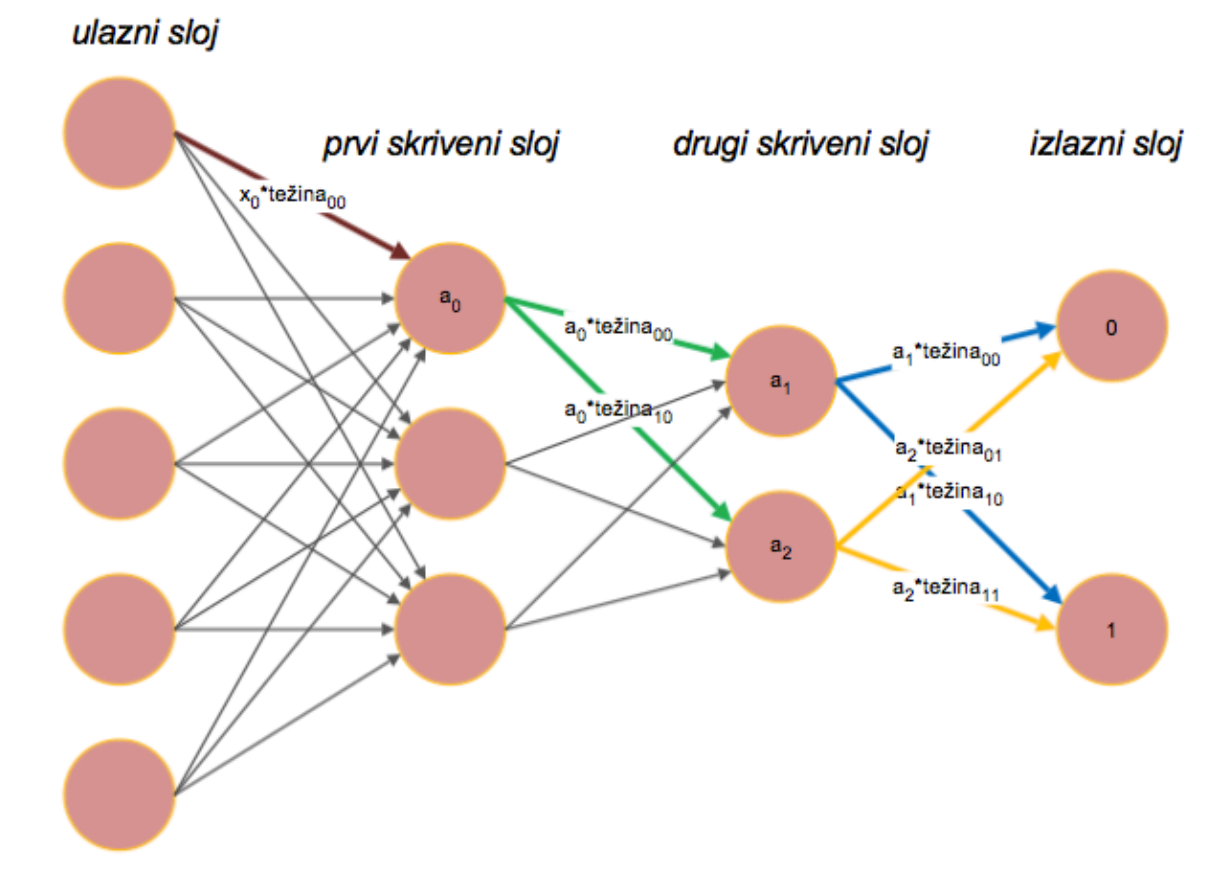 ulazni sloj
prvi skriveni sloj
drugi skriveni sloj
izlazni sloj
x₀*težina₀₀
a₀
a₀*težina₀₀
a₀*težina₁₀
a₁
a₂
a₁*težina₀₀
a₂*težina₀₁
a₁*težina₁₀
a₂*težina₁₁
0
1